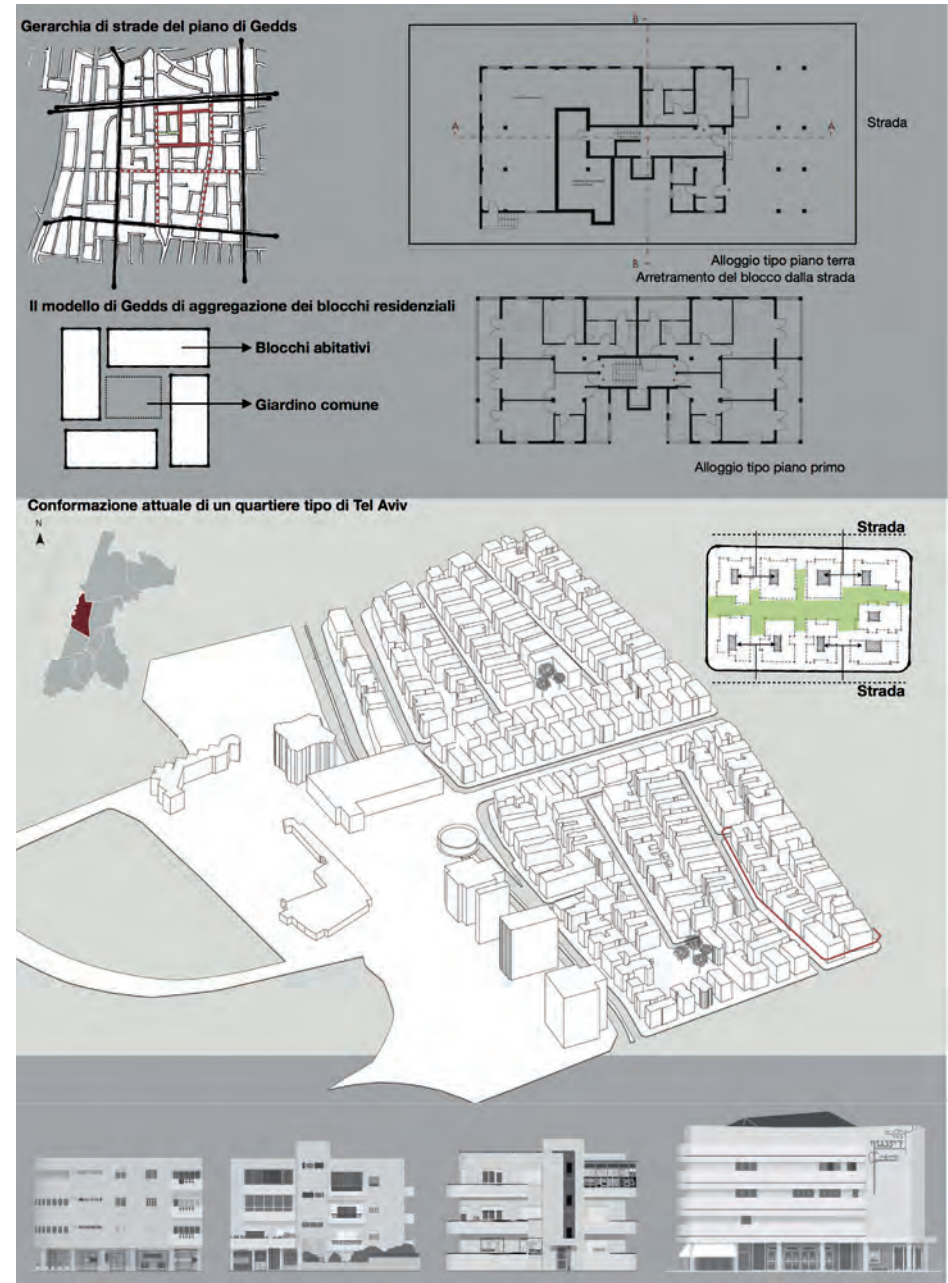 Gerarchia di strade del piano di Gedds
B
A
A
Strada
B
Alloggio tipo piano terra
Arretramento del blocco dalla strada
Il modello di Gedds di aggregazione dei blocchi residenziali
Blocchi abitativi
Giardino comune
Alloggio tipo piano primo
Conformazione attuale di un quartiere tipo di Tel Aviv
N
Strada
Strada